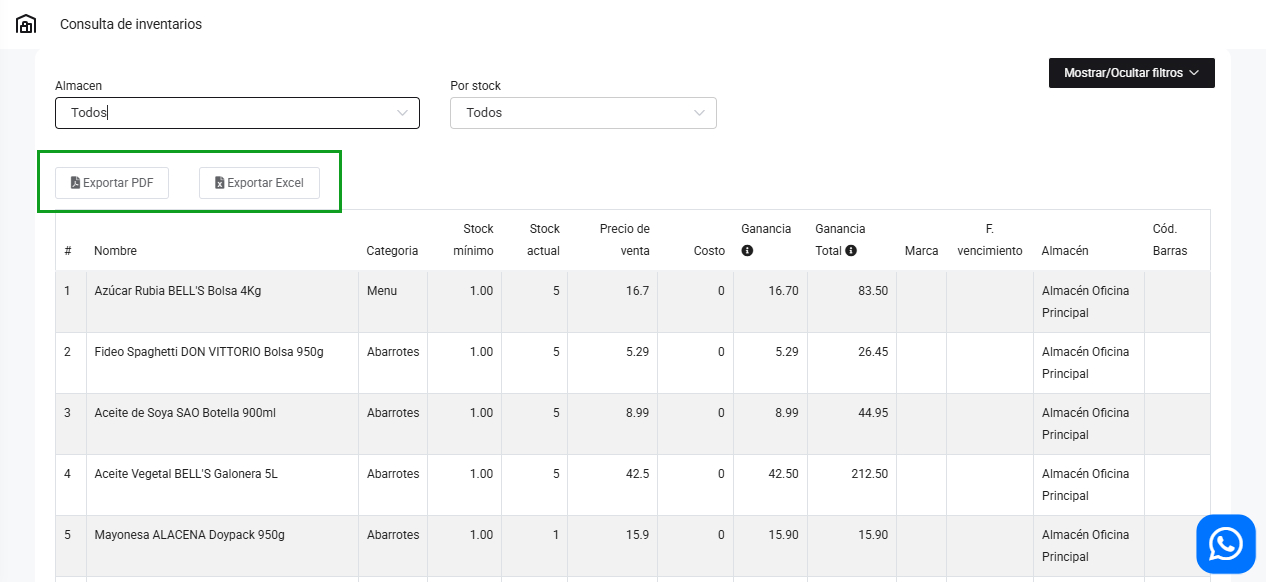 Consulta de inventarios
Mostrar/Ocultar filtros
Almacen Por stock
Todos Todos
Exportar PDF Exportar Excel
Stock Stock Precio de Ganancia Ganancia F. Cód.
# Nombre Categoria mínimo actual venta Costo Total Marca vencimiento Almacén Barras
1 Azúcar Rubia BELL'S Bolsa 4Kg Menu 1.00 5 16.7 0 16.70 83.50 Almacén Oficina
Principal
2 Fideo Spaghetti DON VITTORIO Bolsa 950g Abarrotes 1.00 5 5.29 0 5.29 26.45 Almacén Oficina
Principal
3 Aceite de Soya SAO Botella 900ml Abarrotes 1.00 5 8.99 0 8.99 44.95 Almacén Oficina
Principal
4 Aceite Vegetal BELL'S Galonera 5L Abarrotes 1.00 5 42.5 0 42.50 212.50 Almacén Oficina
Principal
5 Mayonesa ALACENA Doypack 950g Abarrotes 1.00 1 15.9 0 15.90 15.90 Almacén Oficina
Principal